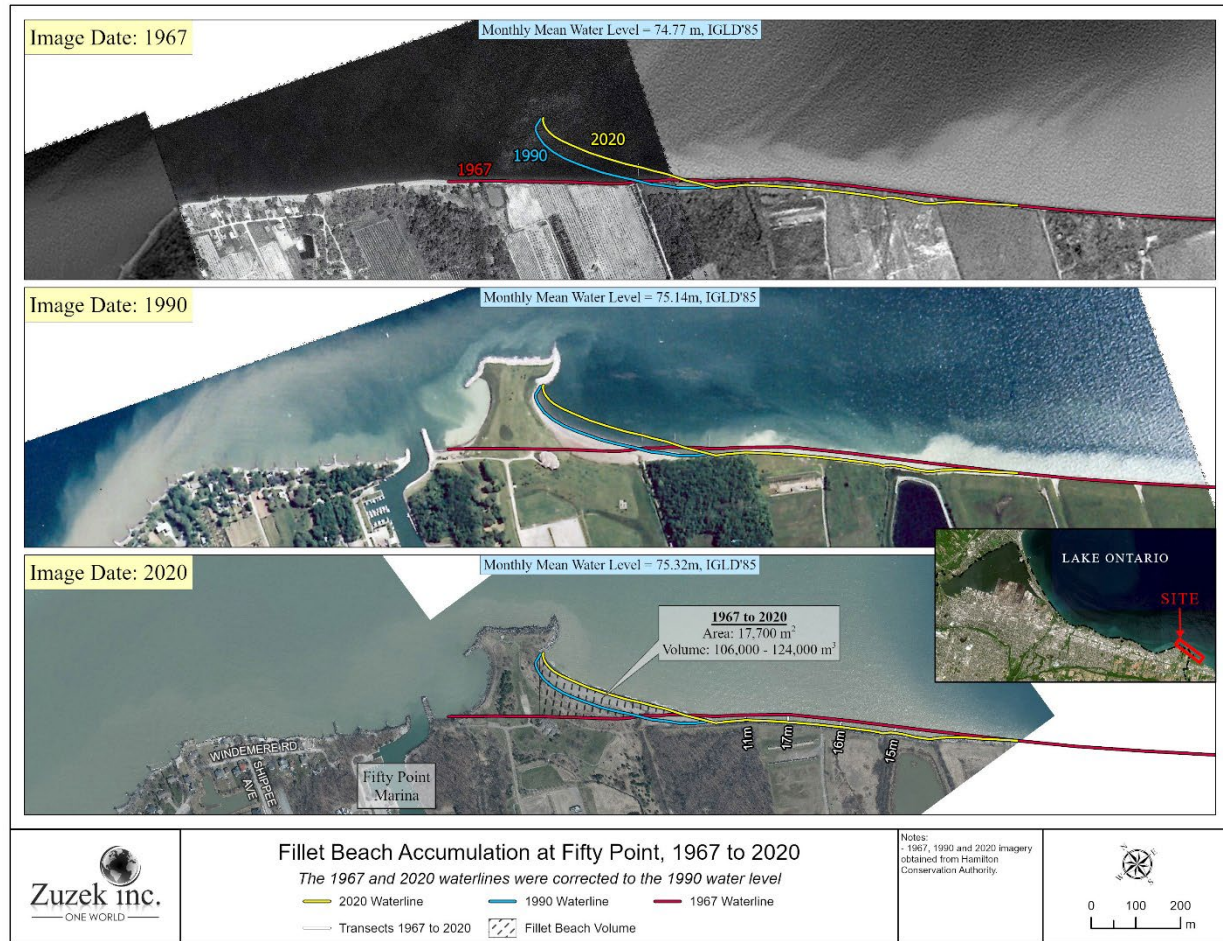 Image Date: 1967
Monthly Mean Water Level = 74.77 m, IGLD'85
2020
1990
1967
Image Date: 1990
Monthly Mean Water Level = 75.14m, IGLD'85
Image Date: 2020
Monthly Mean Water Level = 75.32m, IGLD'85
LAKE ONTARIO
SITE
1967 to 2020
Area: 17,700 m²
Volume: 106,000 - 124,000 m³
11m
17m
16m
15m
WINDEMERE RD.
SHIPPEE
AVE
Fifty Point
Marina
Zuzek inc.
ONE WORLD
Fillet Beach Accumulation at Fifty Point, 1967 to 2020
The 1967 and 2020 waterlines were corrected to the 1990 water level
2020 Waterline
1990 Waterline
1967 Waterline
Transects 1967 to 2020
Fillet Beach Volume
Notes:
- 1967, 1990 and 2020 imagery
obtained from Hamilton
Conservation Authority.
0 100 200
m